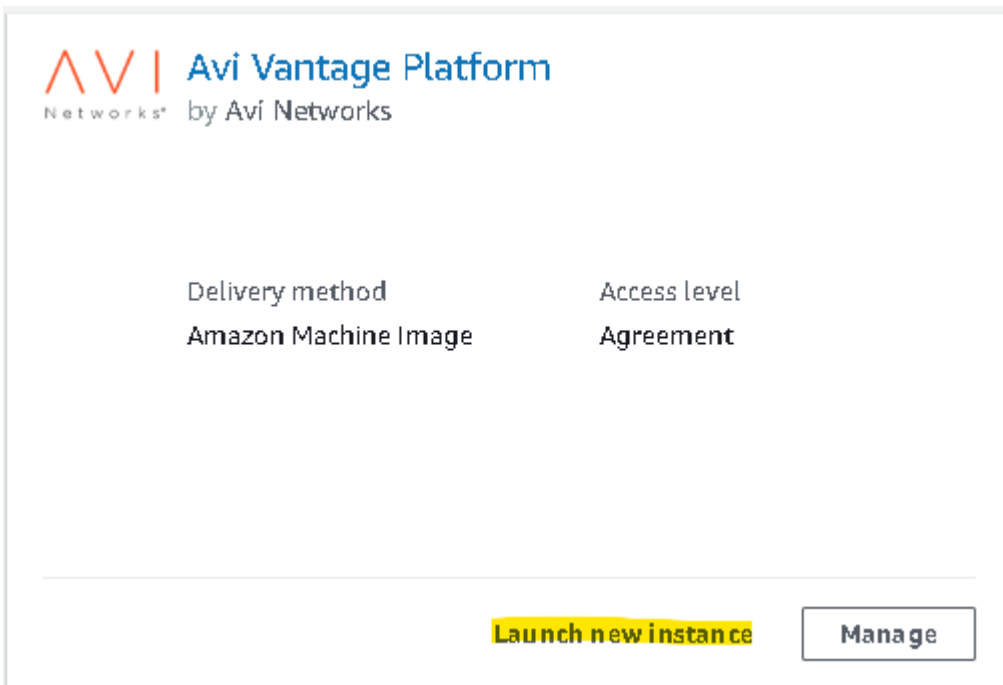 AVI Avi Vantage Platform
Networks® by Avi Networks
Delivery method Access level
Amazon Machine Image Agreement
Launch new instance Manage